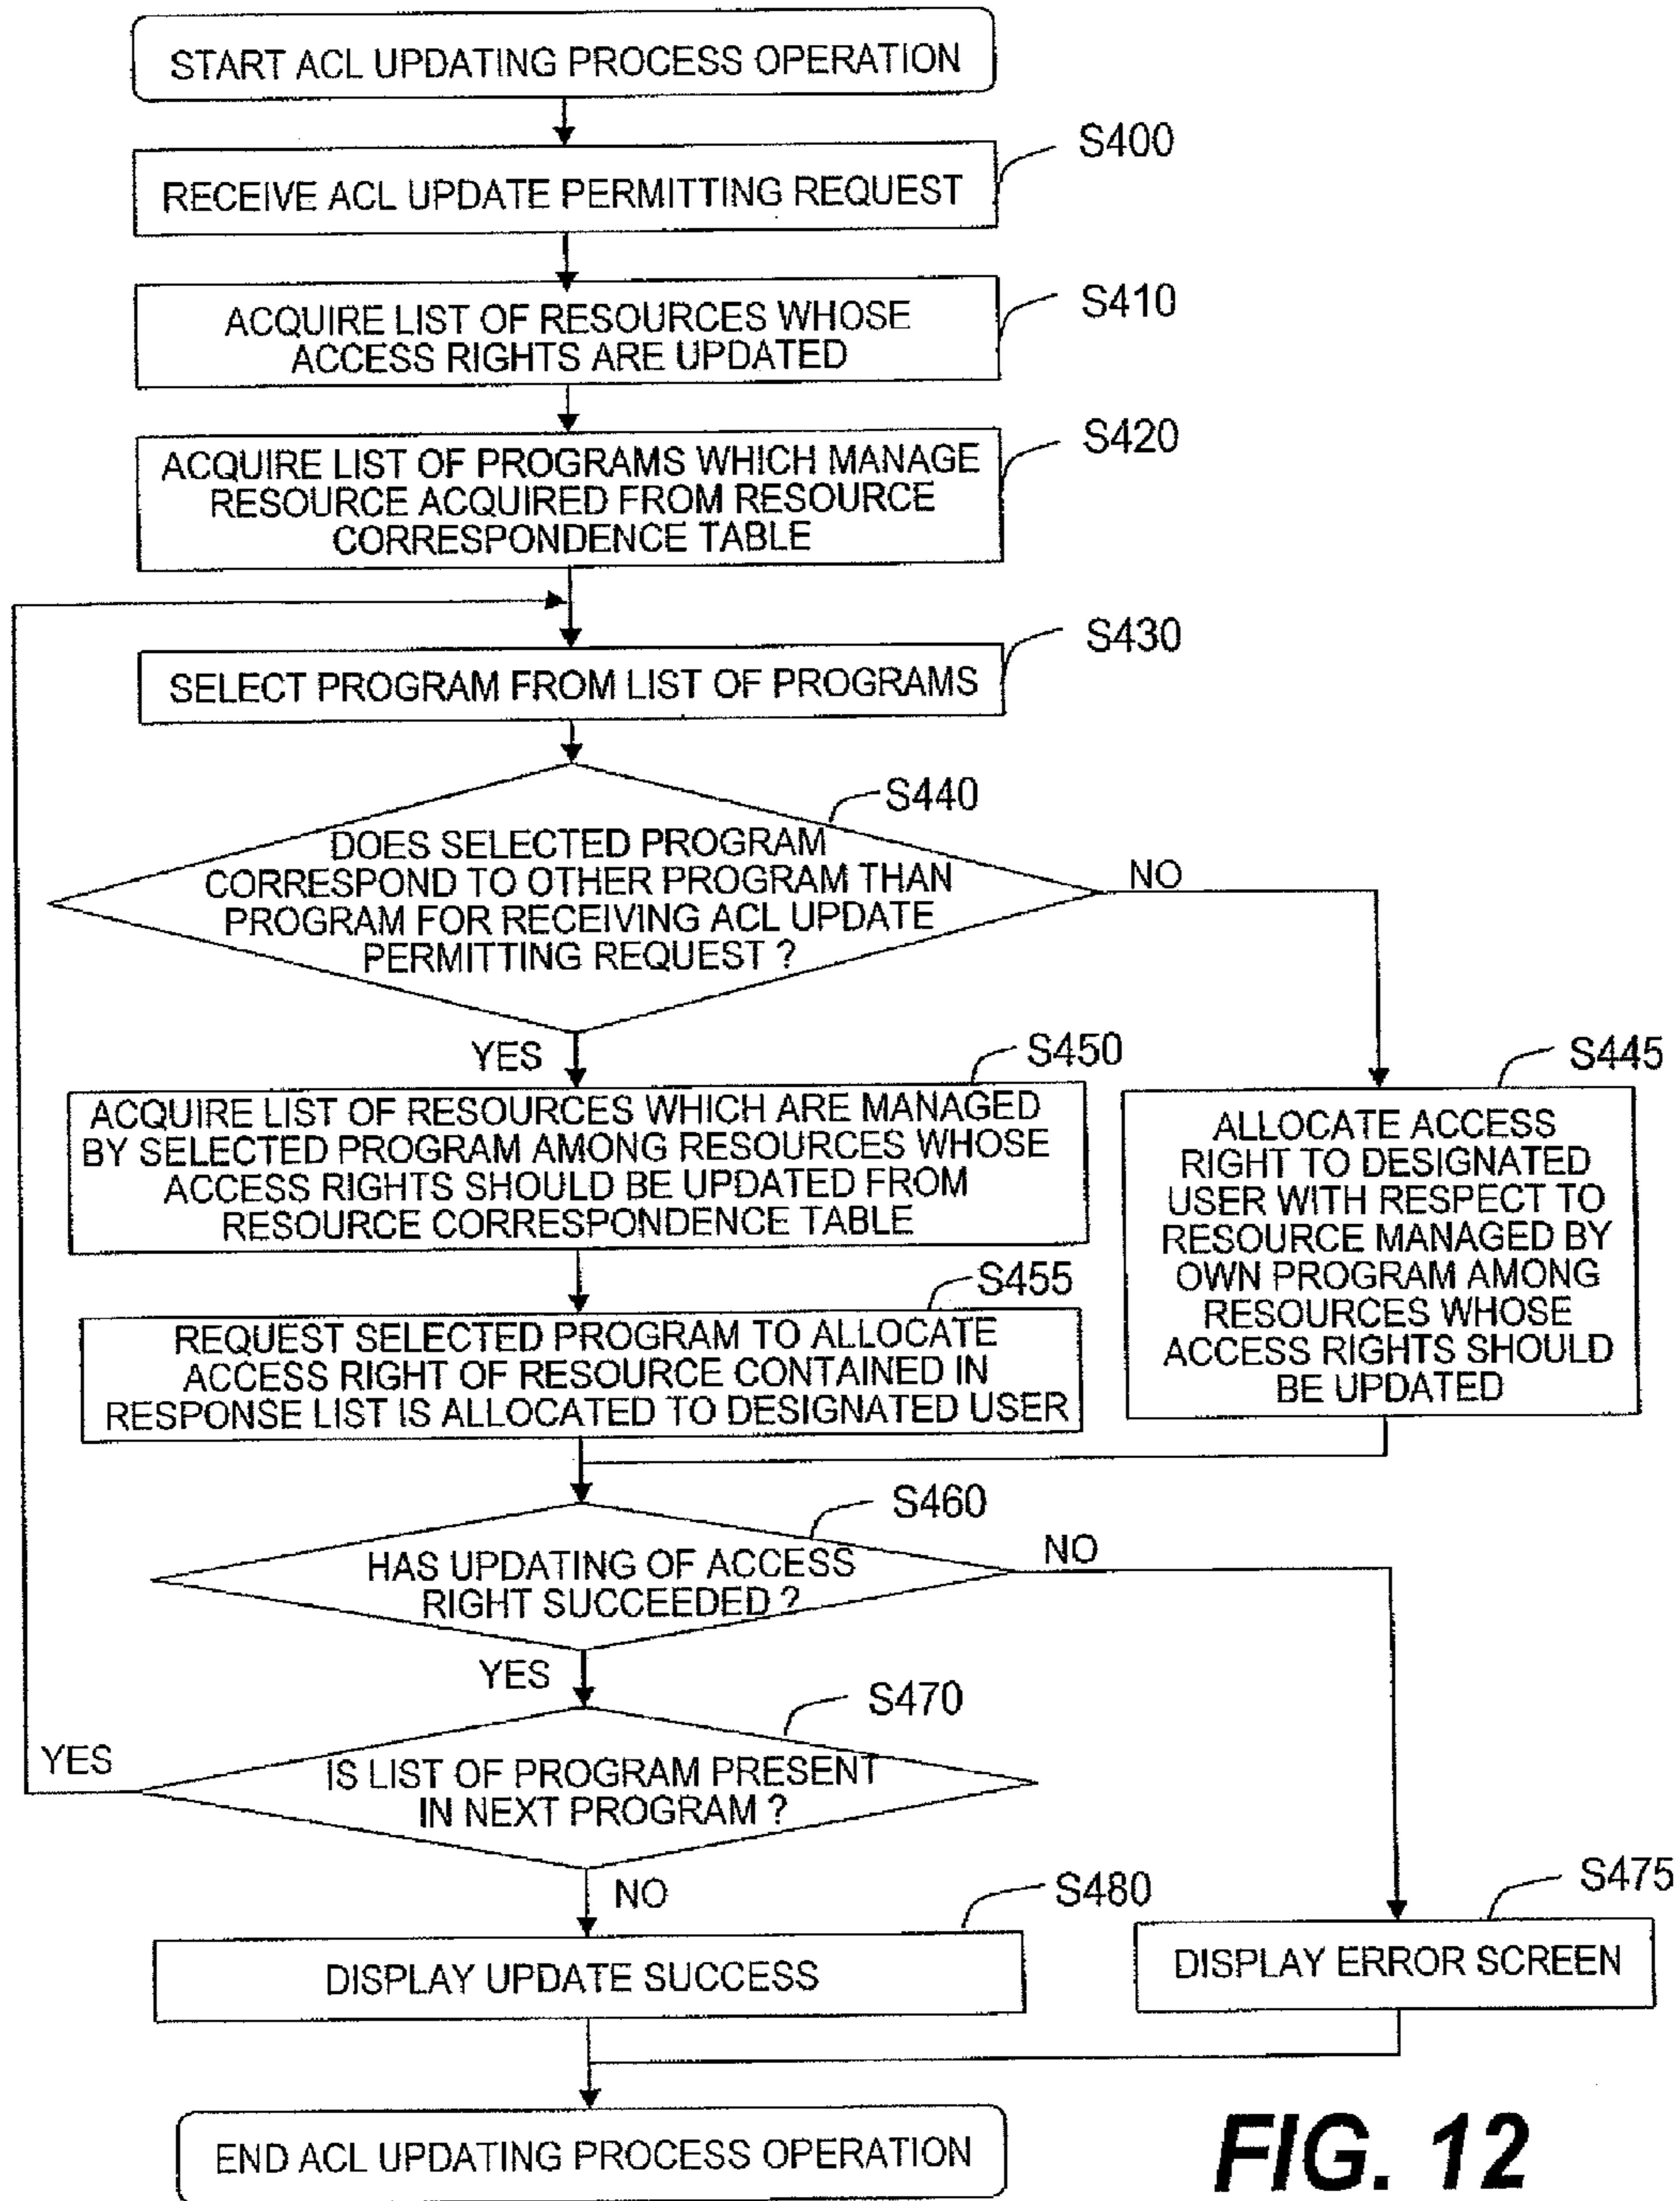 START ACL UPDATING PROCESS OPERATION
S400
RECEIVE ACL UPDATE PERMITTING REQUEST
S410
ACQUIRE LIST OF RESOURCES WHOSE
ACCESS RIGHTS ARE UPDATED
S420
ACQUIRE LIST OF PROGRAMS WHICH MANAGE
RESOURCE ACQUIRED FROM RESOURCE
CORRESPONDENCE TABLE
S430
SELECT PROGRAM FROM LIST OF PROGRAMS
S440
DOES SELECTED PROGRAM
CORRESPOND TO OTHER PROGRAM THAN
PROGRAM FOR RECEIVING ACL UPDATE
PERMITTING REQUEST ?
NO
YES
S450
ACQUIRE LIST OF RESOURCES WHICH ARE MANAGED
BY SELECTED PROGRAM AMONG RESOURCES WHOSE
ACCESS RIGHTS SHOULD BE UPDATED FROM
RESOURCE CORRESPONDENCE TABLE
S445
ALLOCATE ACCESS
RIGHT TO DESIGNATED
USER WITH RESPECT TO
RESOURCE MANAGED BY
OWN PROGRAM AMONG
RESOURCES WHOSE
ACCESS RIGHTS SHOULD
BE UPDATED
S455
REQUEST SELECTED PROGRAM TO ALLOCATE
ACCESS RIGHT OF RESOURCE CONTAINED IN
RESPONSE LIST IS ALLOCATED TO DESIGNATED USER
S460
HAS UPDATING OF ACCESS
RIGHT SUCCEEDED ?
NO
YES
S470
IS LIST OF PROGRAM PRESENT
IN NEXT PROGRAM ?
YES
NO
S480
DISPLAY UPDATE SUCCESS
S475
DISPLAY ERROR SCREEN
END ACL UPDATING PROCESS OPERATION
FIG. 12